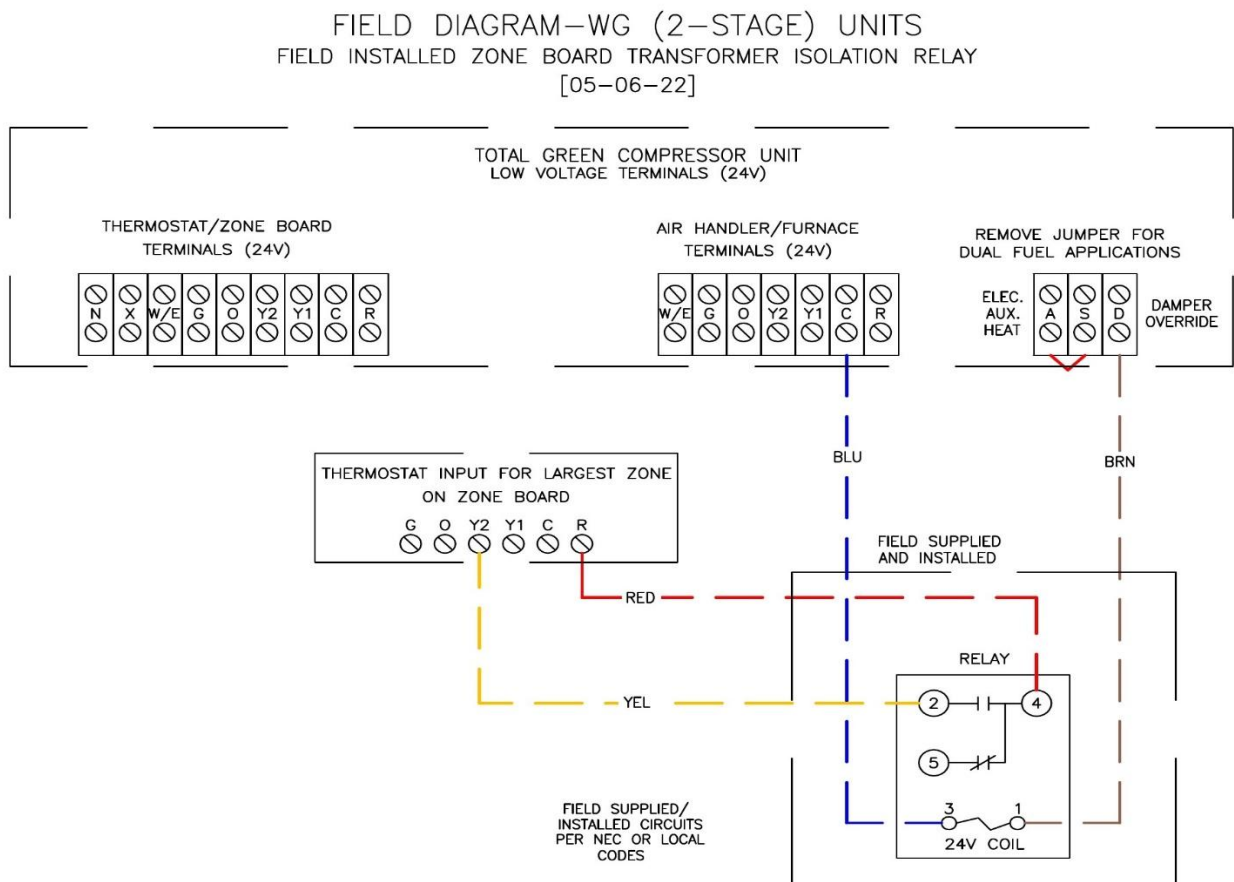 FIELD DIAGRAM-WG (2-STAGE) UNITS
FIELD INSTALLED ZONE BOARD TRANSFORMER ISOLATION RELAY
[05-06-22]
TOTAL GREEN COMPRESSOR UNIT
LOW VOLTAGE TERMINALS (24V)
THERMOSTAT/ZONE BOARD
TERMINALS (24V)
N X W/E G O Y2 Y1 C R
AIR HANDLER/FURNACE
TERMINALS (24V)
W/E G O Y2 Y1 C R
REMOVE JUMPER FOR
DUAL FUEL APPLICATIONS
ELEC.
AUX.
HEAT
A S D
DAMPER
OVERRIDE
BLU
BRN
THERMOSTAT INPUT FOR LARGEST ZONE
ON ZONE BOARD
G O Y2 Y1 C R
FIELD SUPPLIED
AND INSTALLED
RED
YEL
RELAY
2 4
5
3 1
24V COIL
FIELD SUPPLIED/
INSTALLED CIRCUITS
PER NEC OR LOCAL
CODES